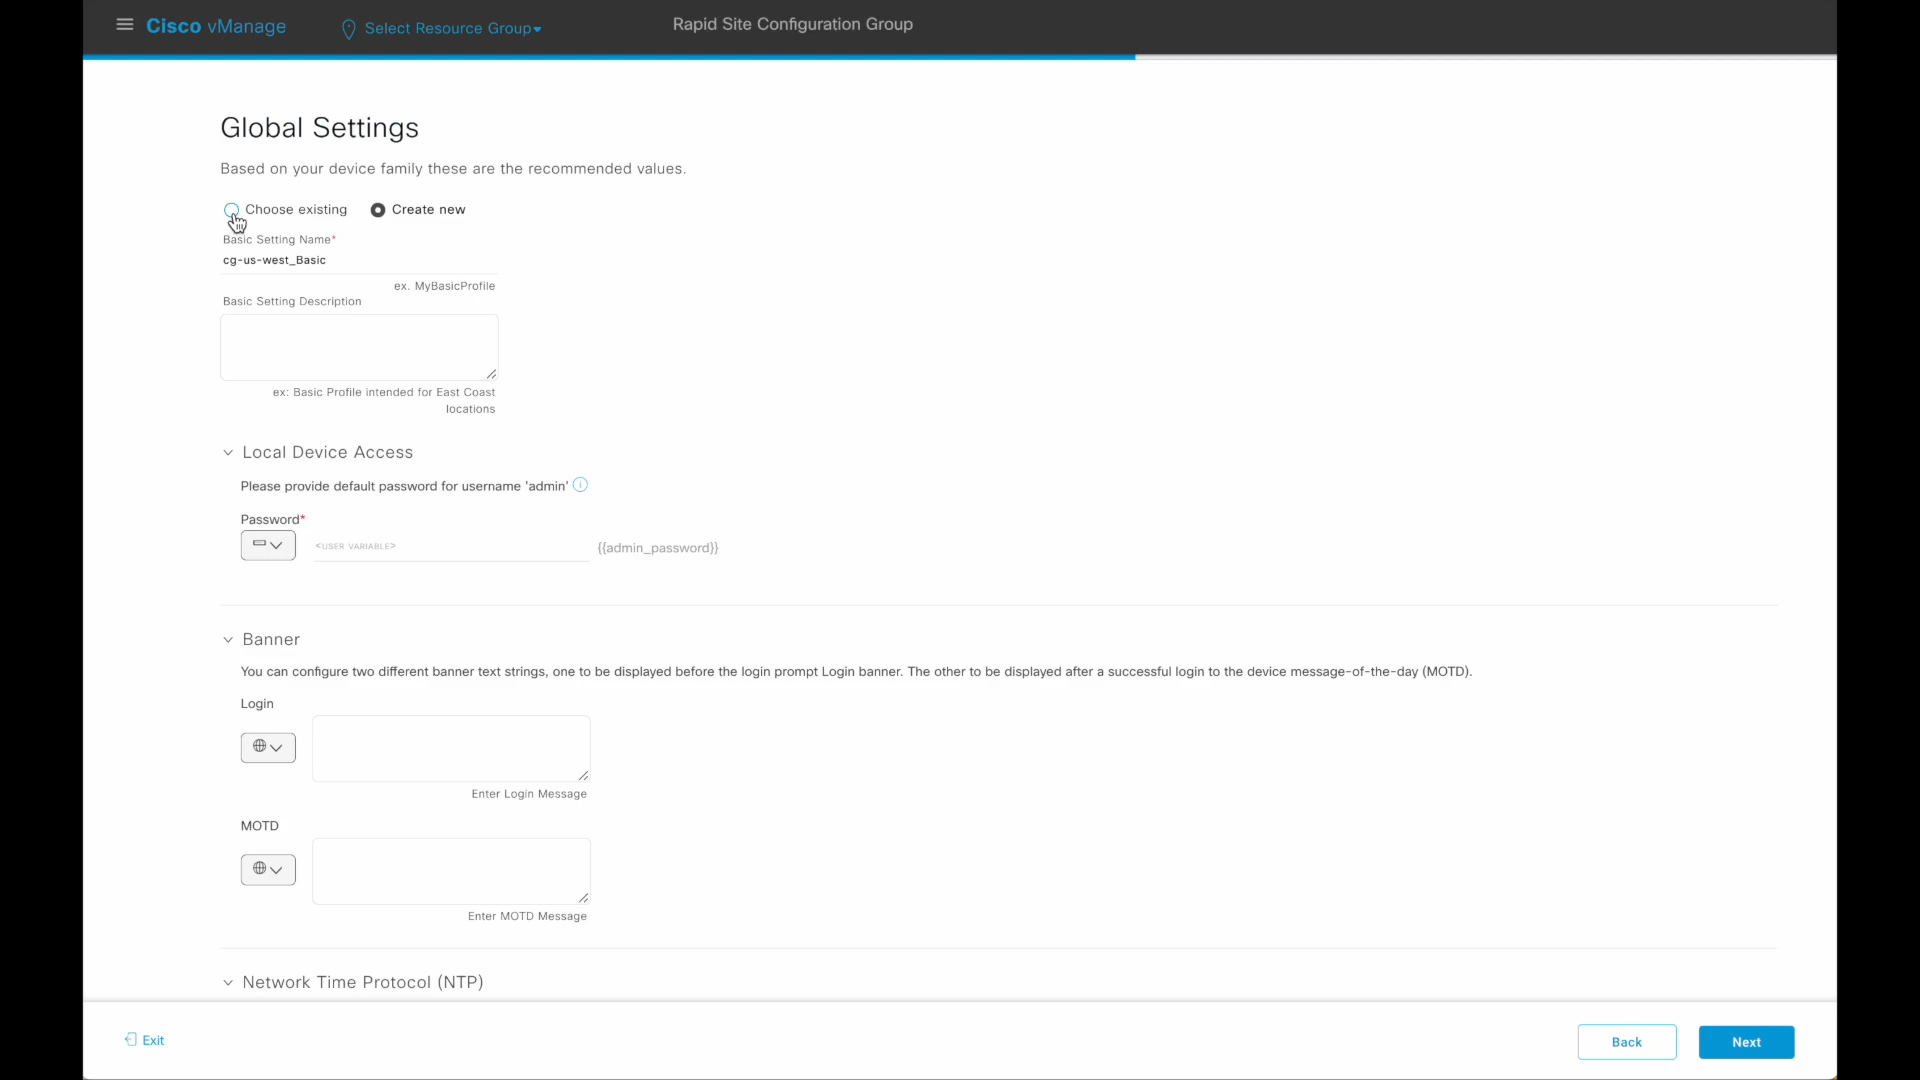 Cisco vManage
Select Resource Group
Rapid Site Configuration Group
Global Settings
Based on your device family these are the recommended values.
Choose existing
Create new
Basic Setting Name*
cg-us-west_Basic
ex. MyBasicProfile
Basic Setting Description
ex: Basic Profile intended for East Coast
locations
Local Device Access
Please provide default password for username 'admin'
Password*
<USER VARIABLE>
{{admin_password}}
Banner
You can configure two different banner text strings, one to be displayed before the login prompt Login banner. The other to be displayed after a successful login to the device message-of-the-day (MOTD).
Login
Enter Login Message
MOTD
Enter MOTD Message
Network Time Protocol (NTP)
Exit
Back
Next